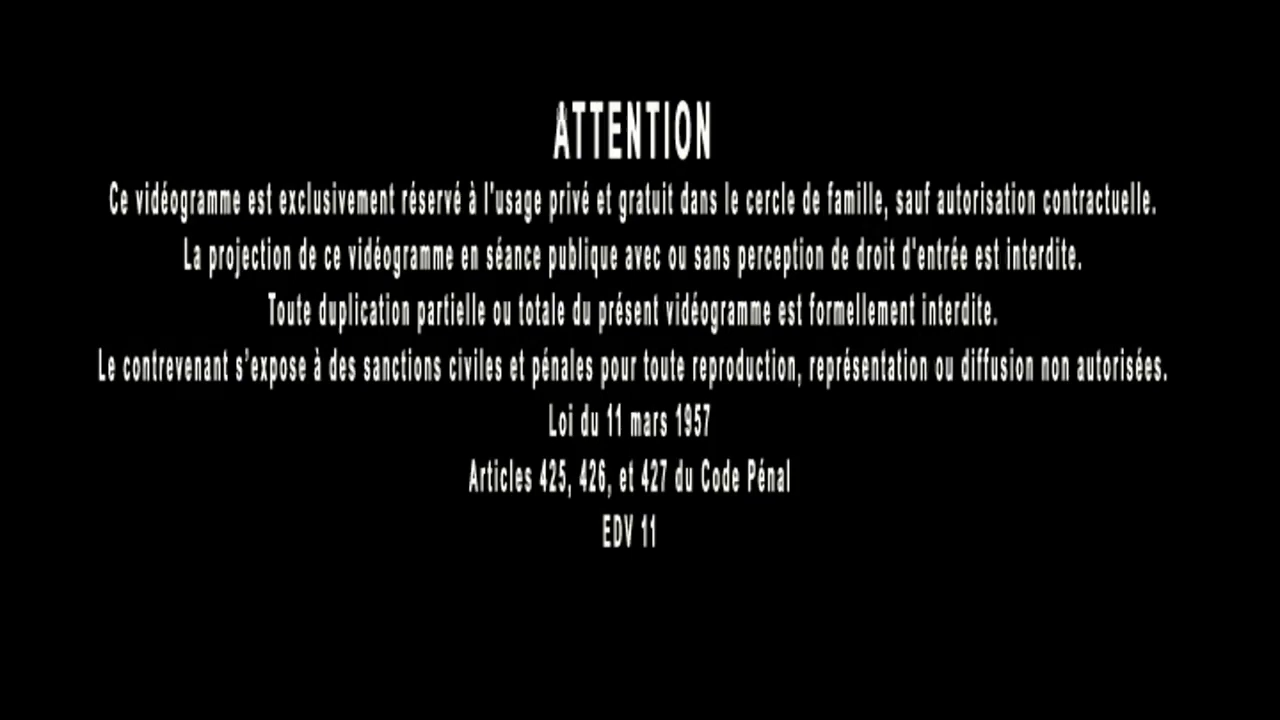 ATTENTION
Ce vidéogramme est exclusivement réservé à l'usage privé et gratuit dans le cercle de famille, sauf autorisation contractuelle.
La projection de ce vidéogramme en séance publique avec ou sans perception de droit d'entrée est interdite.
Toute duplication partielle ou totale du présent vidéogramme est formellement interdite.
Le contrevenant s’expose à des sanctions civiles et pénales pour toute reproduction, représentation ou diffusion non autorisées.
Loi du 11 mars 1957
Articles 425, 426, et 427 du Code Pénal
EDV 11